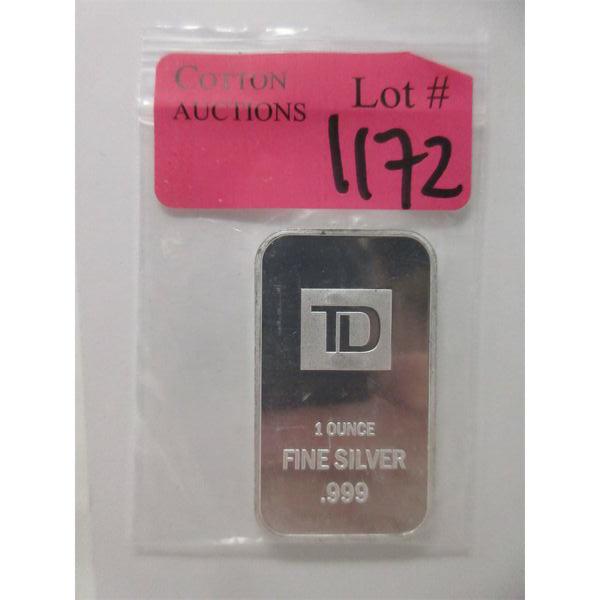 COTTON
AUCTIONS
Lot #
1172
TD
1 OUNCE
FINE SILVER
.999